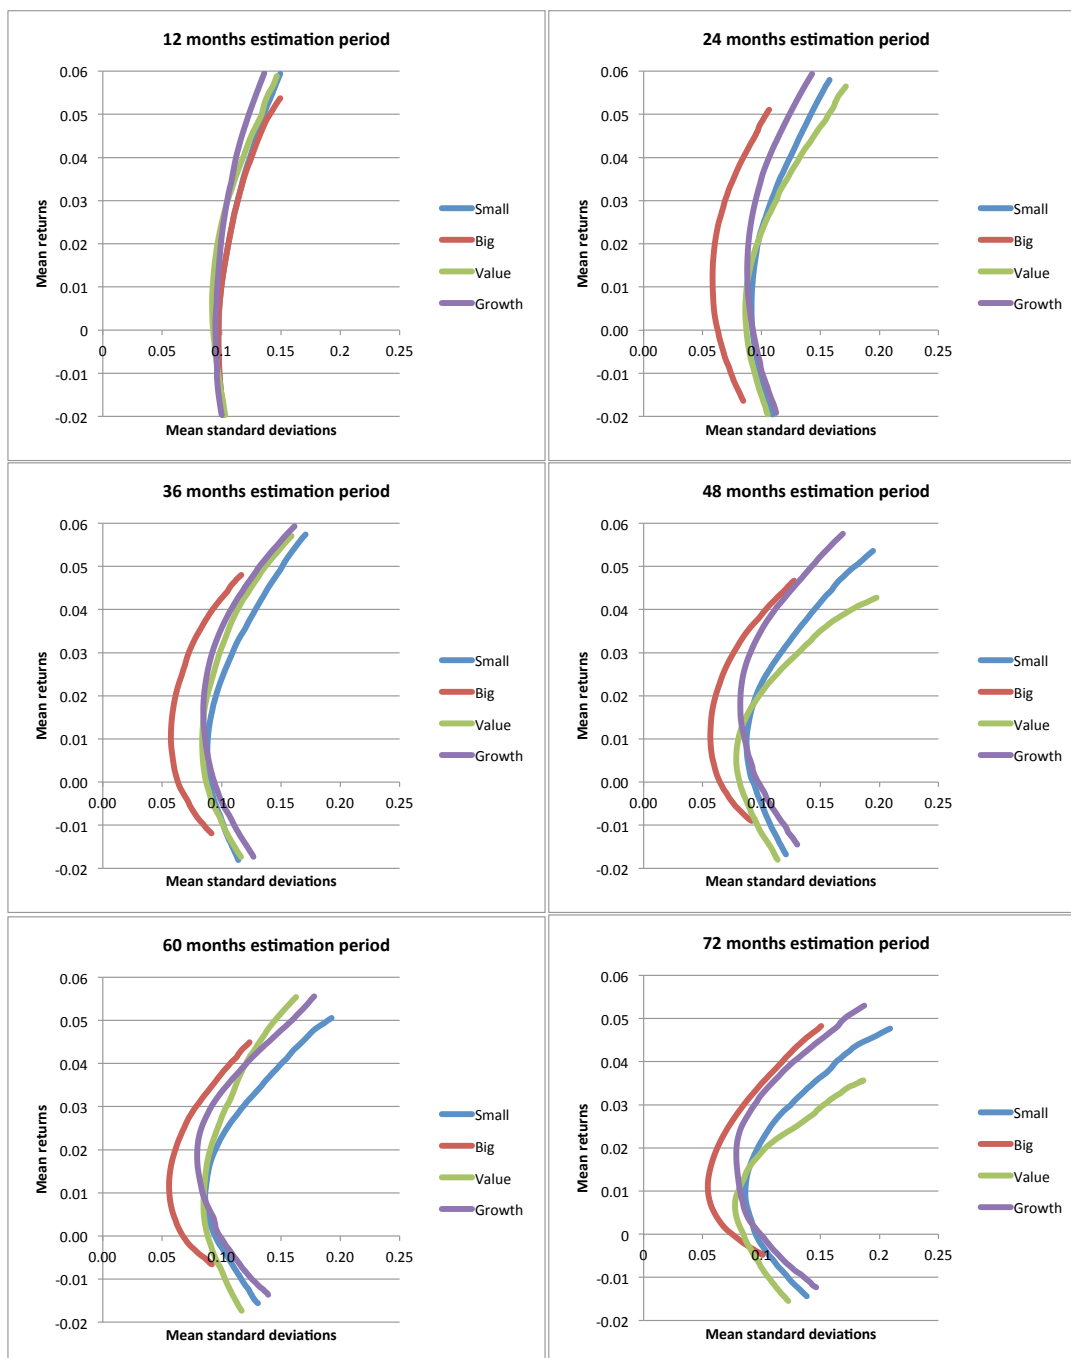 12 months estimation period
0.06
0.05
0.04
0.03
0.02
0.01
0
-0.01
-0.02
0
0.05
0.1
0.15
0.2
0.25
Mean returns
Mean standard deviations
Small
Big
Value
Growth
24 months estimation period
0.06
0.05
0.04
0.03
0.02
0.01
0.00
-0.01
-0.02
0.00
0.05
0.10
0.15
0.20
0.25
Mean returns
Mean standard deviations
Small
Big
Value
Growth
36 months estimation period
0.06
0.05
0.04
0.03
0.02
0.01
0.00
-0.01
-0.02
0.00
0.05
0.10
0.15
0.20
0.25
Mean returns
Mean standard deviations
Small
Big
Value
Growth
48 months estimation period
0.06
0.05
0.04
0.03
0.02
0.01
0.00
-0.01
-0.02
0.00
0.05
0.10
0.15
0.20
0.25
Mean returns
Mean standard deviations
Small
Big
Value
Growth
60 months estimation period
0.06
0.05
0.04
0.03
0.02
0.01
0.00
-0.01
-0.02
0.00
0.05
0.10
0.15
0.20
0.25
Mean returns
Mean standard deviations
Small
Big
Value
Growth
72 months estimation period
0.06
0.05
0.04
0.03
0.02
0.01
0
-0.01
-0.02
0
0.05
0.1
0.15
0.2
0.25
Mean returns
Mean standard deviations
Small
Big
Value
Growth